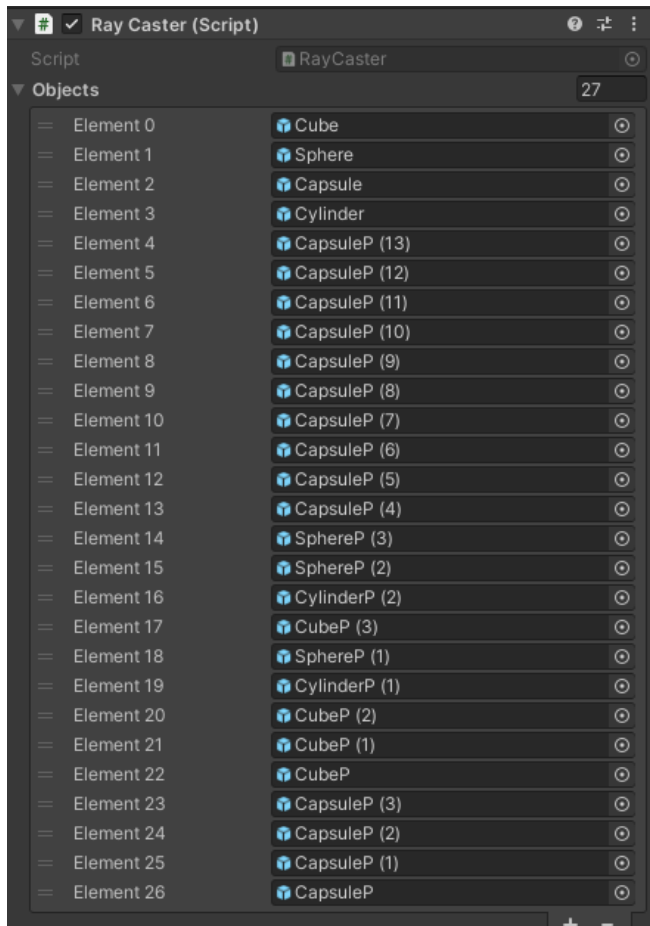 # Ray Caster (Script)
Script # RayCaster
Objects 27
Element 0 Cube
Element 1 Sphere
Element 2 Capsule
Element 3 Cylinder
Element 4 CapsuleP (13)
Element 5 CapsuleP (12)
Element 6 CapsuleP (11)
Element 7 CapsuleP (10)
Element 8 CapsuleP (9)
Element 9 CapsuleP (8)
Element 10 CapsuleP (7)
Element 11 CapsuleP (6)
Element 12 CapsuleP (5)
Element 13 CapsuleP (4)
Element 14 SphereP (3)
Element 15 SphereP (2)
Element 16 CylinderP (2)
Element 17 CubeP (3)
Element 18 SphereP (1)
Element 19 CylinderP (1)
Element 20 CubeP (2)
Element 21 CubeP (1)
Element 22 CubeP
Element 23 CapsuleP (3)
Element 24 CapsuleP (2)
Element 25 CapsuleP (1)
Element 26 CapsuleP